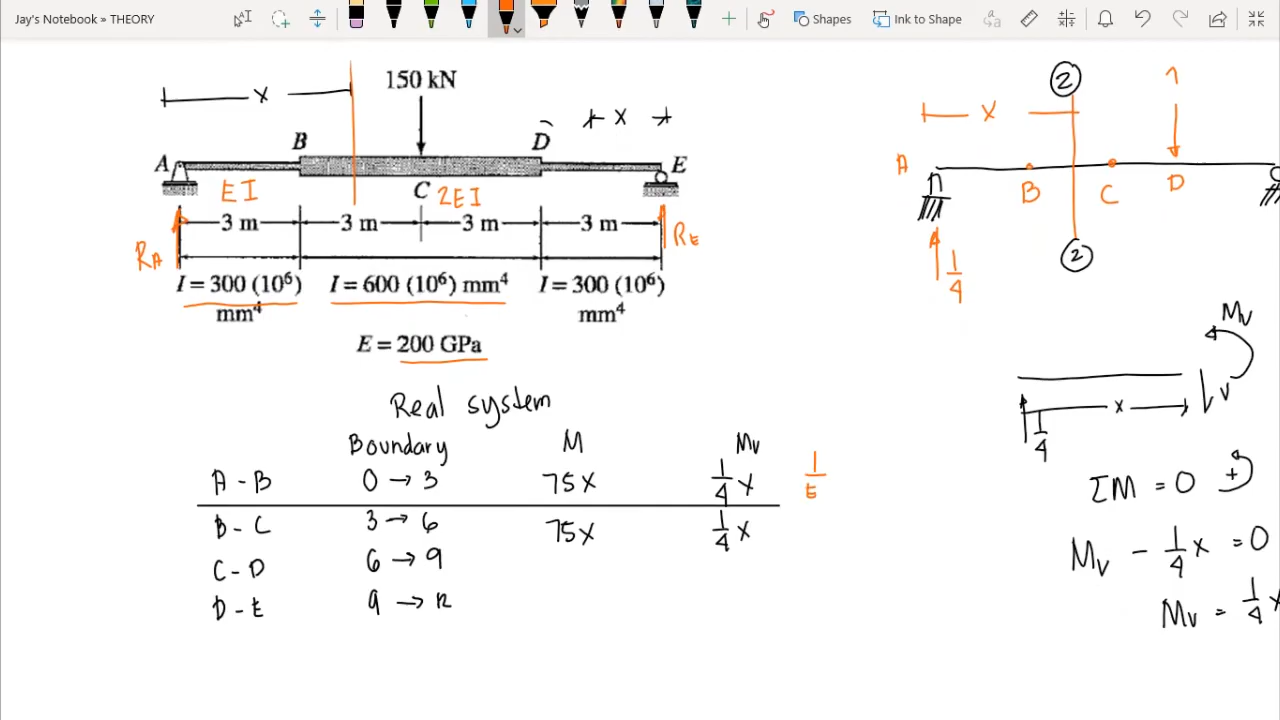 Jay's Notebook » THEORY
Shapes
Ink to Shape
x
150 kN
x
A
B
D
E
C
EI
2EI
3 m
3 m
3 m
3 m
RA
RE
I = 300 (10⁶)
mm⁴
I = 600 (10⁶) mm⁴
I = 300 (10⁶)
mm⁴
E = 200 GPa
Real system
Boundary M Mv
A - B 0 → 3 75x 1/4 x 1/E
B - C 3 → 6 75x 1/4 x
C - D 6 → 9
D - E 9 → 12
2
x
A
B
C
D
2
1/4
Mv
V
x
1/4
ΣM = 0 +
Mv - 1/4 x = 0
Mv = 1/4 x